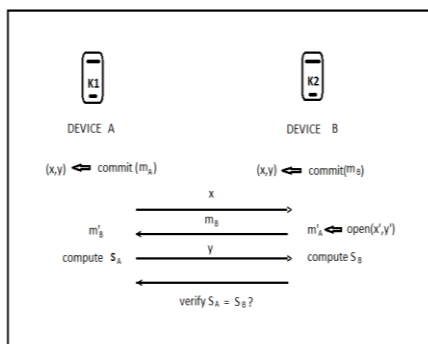 K1 K2
DEVICE A DEVICE B
(x,y) ⇐ commit (mA) (x,y) ⇐ commit(mB)
x
mB
m'B m'A ⇐ open(x',y')
y
compute SA compute SB
verify SA = SB?